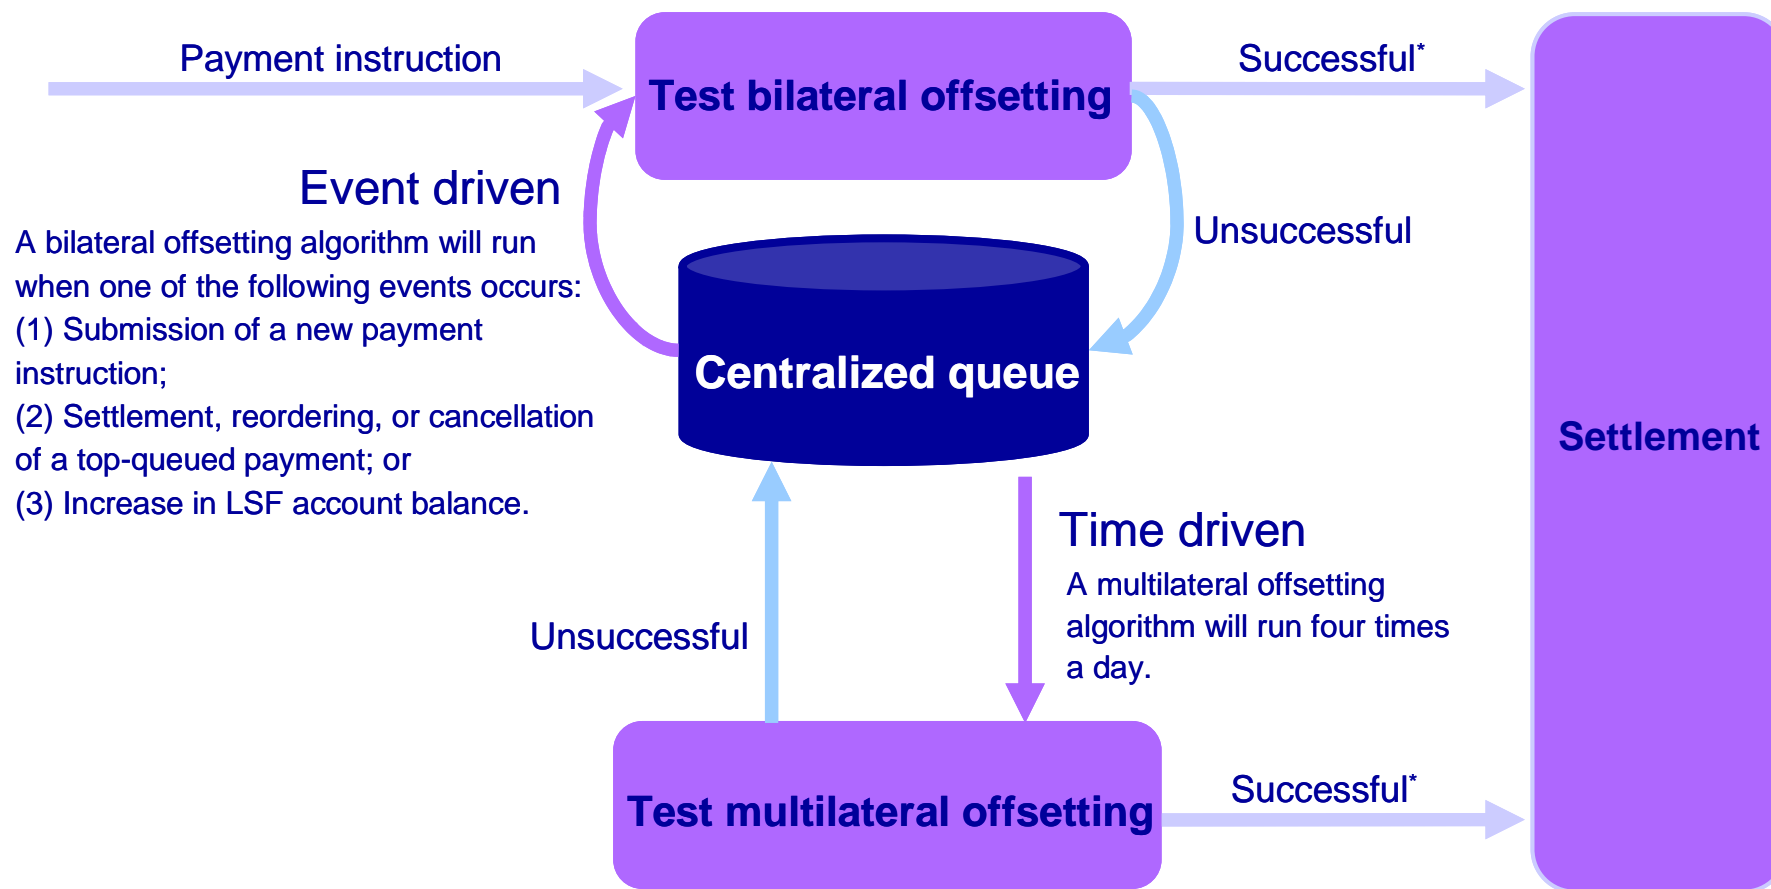 Payment instruction
Successful*
Test bilateral offsetting
Event driven
A bilateral offsetting algorithm will run
when one of the following events occurs:
(1) Submission of a new payment
instruction;
(2) Settlement, reordering, or cancellation
of a top-queued payment; or
(3) Increase in LSF account balance.
Unsuccessful
Centralized queue
Settlement
Time driven
A multilateral offsetting
algorithm will run four times
a day.
Unsuccessful
Test multilateral offsetting
Successful*